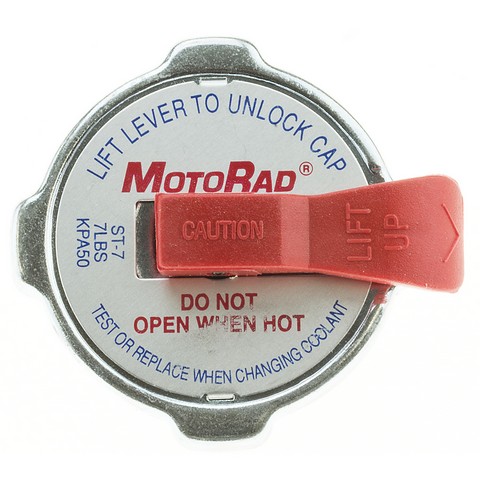 LIFT LEVER TO UNLOCK CAP
MOTORAD®
ST-7
7LBS
KPA50
CAUTION
LIFT
UP
DO NOT
OPEN WHEN HOT
TEST OR REPLACE WHEN CHANGING COOLANT